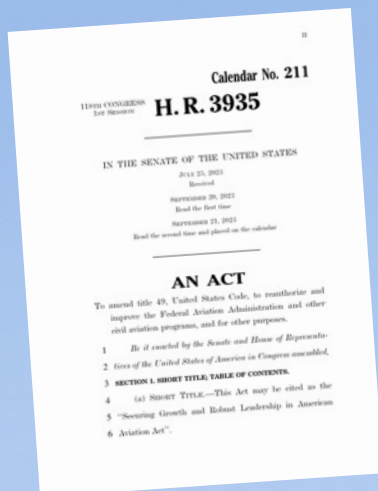 II
Calendar No. 211
118TH CONGRESS
1ST SESSION
H. R. 3935
IN THE SENATE OF THE UNITED STATES
JULY 25, 2023
Received
SEPTEMBER 20, 2023
Read the first time
SEPTEMBER 21, 2023
Read the second time and placed on the calendar
AN ACT
To amend title 49, United States Code, to reauthorize and
improve the Federal Aviation Administration and other
civil aviation programs, and for other purposes.
1 Be it enacted by the Senate and House of Representa-
2 tives of the United States of America in Congress assembled,
3 SECTION 1. SHORT TITLE; TABLE OF CONTENTS.
4 (a) SHORT TITLE.—This Act may be cited as the
5 “Securing Growth and Robust Leadership in American
6 Aviation Act”.